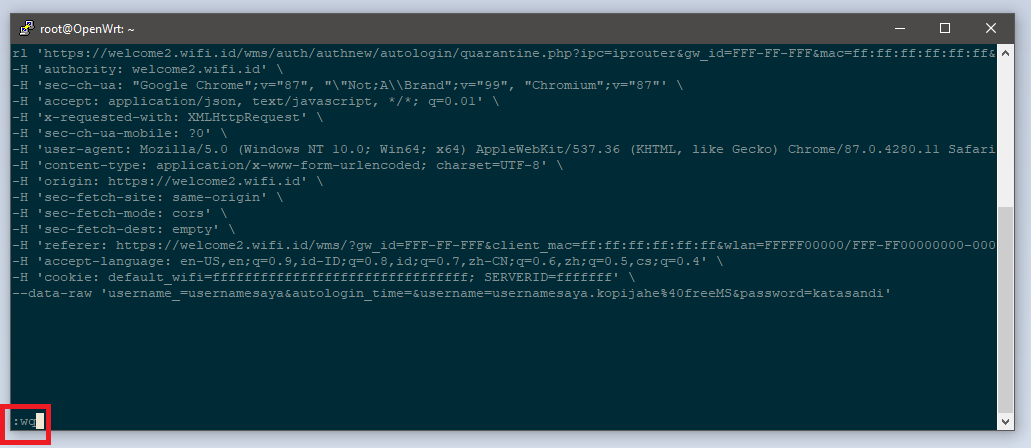 root@OpenWrt: ~
rl 'https://welcome2.wifi.id/wms/auth/authnew/autologin/quarantine.php?ipc=iprouter&gw_id=FFF-FF-FFF&mac=ff:ff:ff:ff:ff:ff&
-H 'authority: welcome2.wifi.id' \
-H 'sec-ch-ua: "Google Chrome";v="87", "\"Not;A\\Brand";v="99", "Chromium";v="87"' \
-H 'accept: application/json, text/javascript, */*; q=0.01' \
-H 'x-requested-with: XMLHttpRequest' \
-H 'sec-ch-ua-mobile: ?0' \
-H 'user-agent: Mozilla/5.0 (Windows NT 10.0; Win64; x64) AppleWebKit/537.36 (KHTML, like Gecko) Chrome/87.0.4280.11 Safari
-H 'content-type: application/x-www-form-urlencoded; charset=UTF-8' \
-H 'origin: https://welcome2.wifi.id' \
-H 'sec-fetch-site: same-origin' \
-H 'sec-fetch-mode: cors' \
-H 'sec-fetch-dest: empty' \
-H 'referer: https://welcome2.wifi.id/wms/?gw_id=FFF-FF-FFF&client_mac=ff:ff:ff:ff:ff:ff&wlan=FFFFF00000/FFF-FF00000000-000
-H 'accept-language: en-US,en;q=0.9,id-ID;q=0.8,id;q=0.7,zh-CN;q=0.6,zh;q=0.5,cs;q=0.4' \
-H 'cookie: default_wifi=ffffffffffffffffffffffffffffffff; SERVERID=fffffff' \
--data-raw 'username_=usernamesaya&autologin_time=&username=usernamesaya.kopijahe%40freeMS&password=katasandi'
:wq